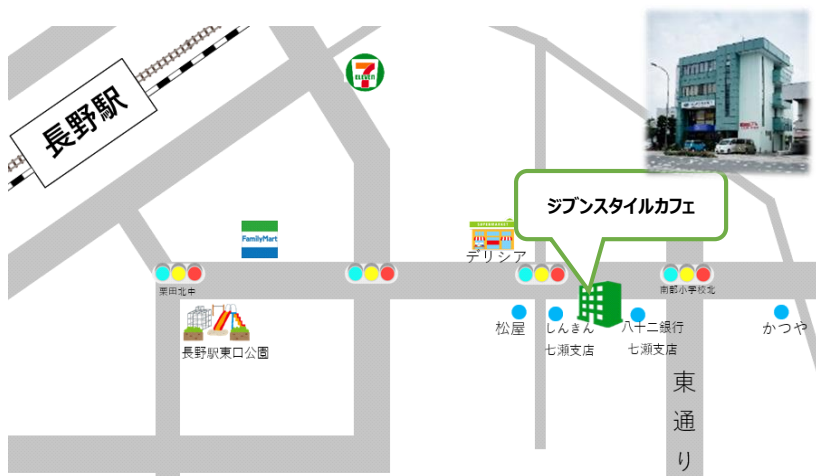 長野駅
7
ELEVEN
ジブンスタイルカフェ
FamilyMart
SUPERMARKET
デリシア
栗田北中
南部小学校北
長野駅東口公園
松屋
しんきん
七瀬支店
八十二銀行
七瀬支店
かつや
東通り